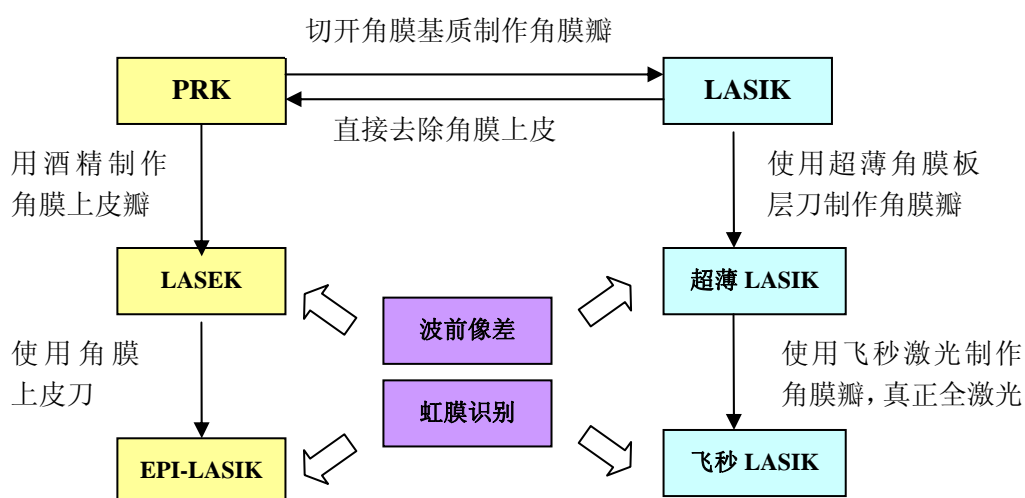 切开角膜基质制作角膜瓣
PRK
LASIK
直接去除角膜上皮
用酒精制作
角膜上皮瓣
使用超薄角膜板
层刀制作角膜瓣
LASEK
超薄 LASIK
波前像差
使用角膜
上皮刀
使用飞秒激光制作
角膜瓣，真正全激光
虹膜识别
EPI-LASIK
飞秒 LASIK